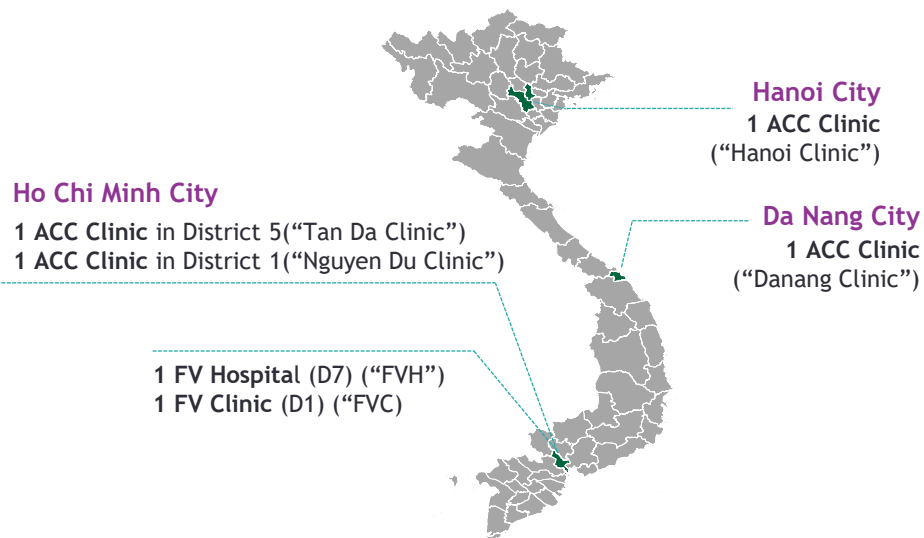 Hanoi City
1 ACC Clinic
(“Hanoi Clinic”)
Ho Chi Minh City
1 ACC Clinic in District 5(“Tan Da Clinic”)
1 ACC Clinic in District 1(“Nguyen Du Clinic”)
Da Nang City
1 ACC Clinic
(“Danang Clinic”)
1 FV Hospital (D7) (“FVH”)
1 FV Clinic (D1) (“FVC)